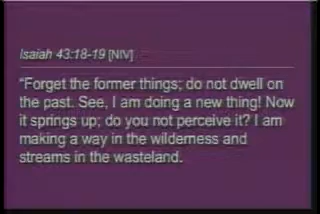 Isaiah 43:18-19 [NIV]
“Forget the former things; do not dwell on
the past. See, I am doing a new thing! Now
it springs up; do you not perceive it? I am
making a way in the wilderness and
streams in the wasteland.